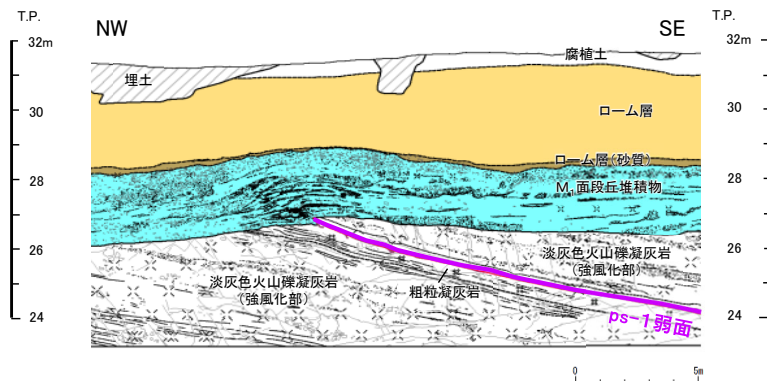 T.P.
T.P.
NW
SE
32m
32m
腐植土
埋土
30
ローム層
30
ローム層(砂質)
28
M₁面段丘堆積物
28
26
淡灰色火山礫凝灰岩
(強風化部)
26
淡灰色火山礫凝灰岩
(強風化部)
粗粒凝灰岩
24
ps-1弱面
24
0
5m